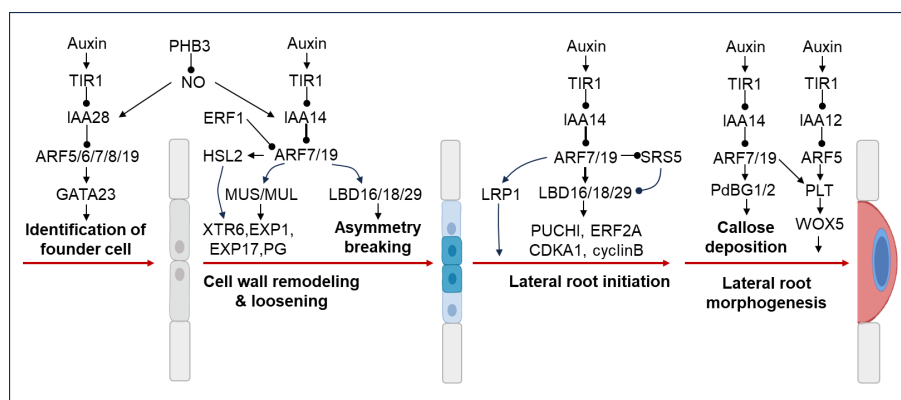 Auxin
TIR1
IAA28
ARF5/6/7/8/19
GATA23
Identification of
founder cell
PHB3
NO
Auxin
TIR1
IAA14
ERF1
HSL2
ARF7/19
MUS/MUL
LBD16/18/29
XTR6,EXP1,
EXP17,PG
Asymmetry
breaking
Cell wall remodeling
& loosening
Auxin
TIR1
IAA14
ARF7/19
SRS5
LRP1
LBD16/18/29
PUCHI, ERF2A
CDKA1, cyclinB
Lateral root initiation
Auxin
TIR1
IAA14
ARF7/19
PdBG1/2
Callose
deposition
Auxin
TIR1
IAA12
ARF5
PLT
WOX5
Lateral root
morphogenesis